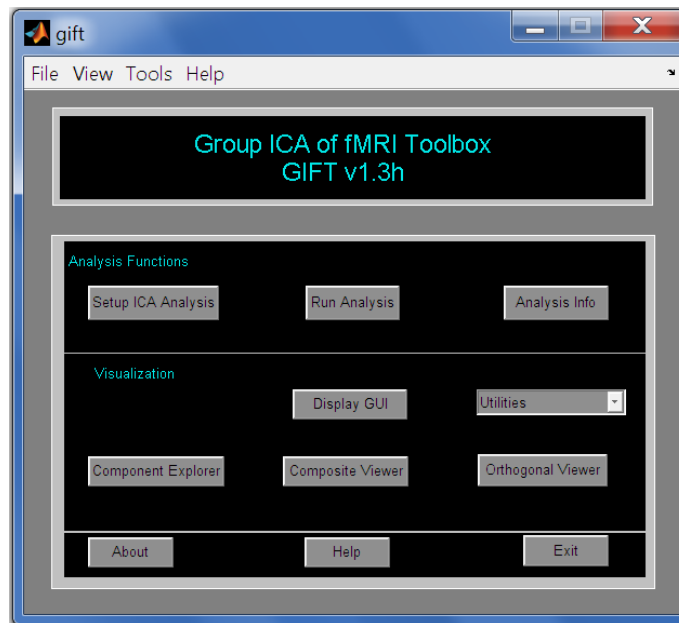 gift
File View Tools Help
Group ICA of fMRI Toolbox
GIFT v1.3h
Analysis Functions
Setup ICA Analysis Run Analysis Analysis Info
Visualization
Display GUI Utilities
Component Explorer Composite Viewer Orthogonal Viewer
About Help Exit